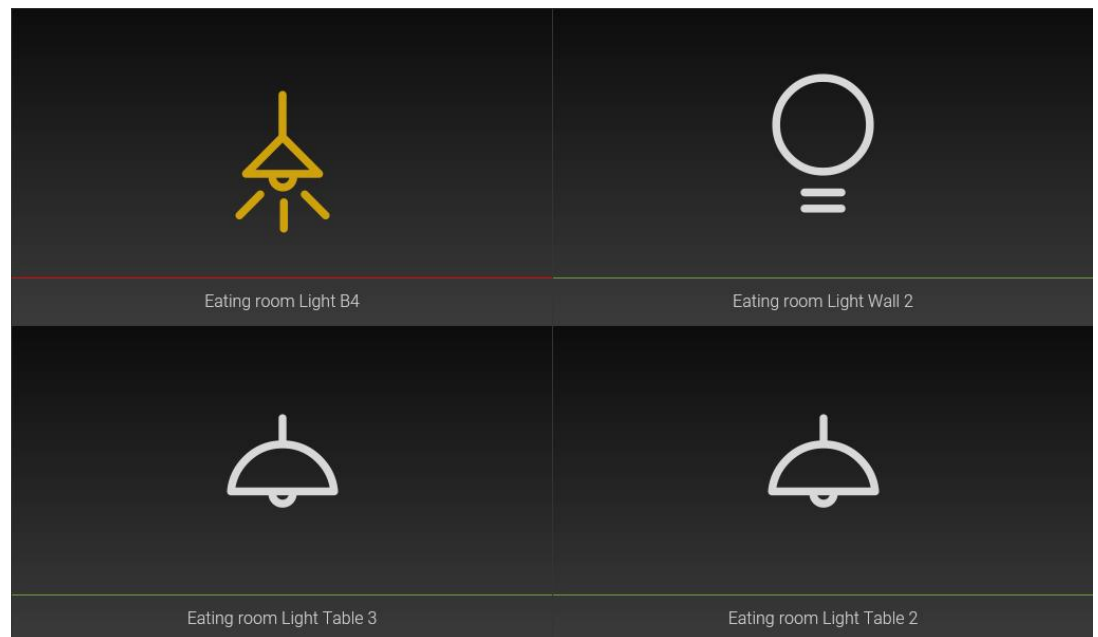 Eating room Light B4
Eating room Light Wall 2
Eating room Light Table 3
Eating room Light Table 2